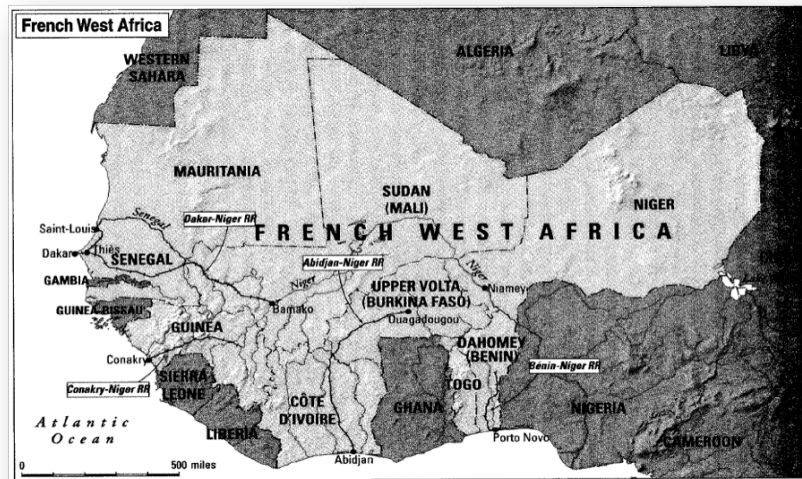 French West Africa
ALGERIA
LIBYA
WESTERN
SAHARA
MAURITANIA
SUDAN
(MALI)
NIGER
Senegal
Dakar-Niger RR
Saint-Louis
FRENCH WEST AFRICA
Dakar
Thiès
SENEGAL
Abidjan-Niger RR
Niger
GAMBIA
Niger
UPPER VOLTA
(BURKINA FASO)
Niamey
GUINEA-BISSAU
Bamako
Ouagadougou
GUINEA
DAHOMEY
(BENIN)
Conakry
Bénin-Niger RR
SIERRA
LEONE
TOGO
Conakry-Niger RR
CÔTE
D'IVOIRE
GHANA
NIGERIA
Atlantic
Ocean
LIBERIA
Porto Novo
CAMEROON
Abidjan
0
500 miles